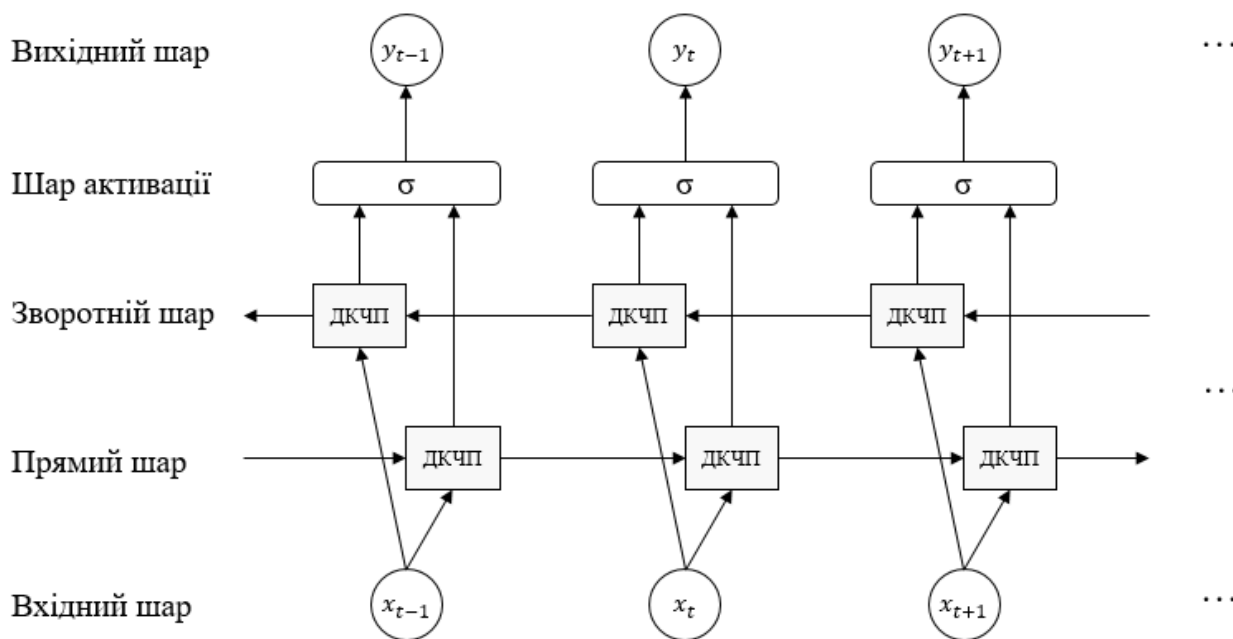 Вихідний шар y_{t−1} y_t y_{t+1} ...
Шар активації σ σ σ
Зворотній шар ДКЧП ДКЧП ДКЧП
...
Прямий шар ДКЧП ДКЧП ДКЧП
Вхідний шар x_{t−1} x_t x_{t+1} ...